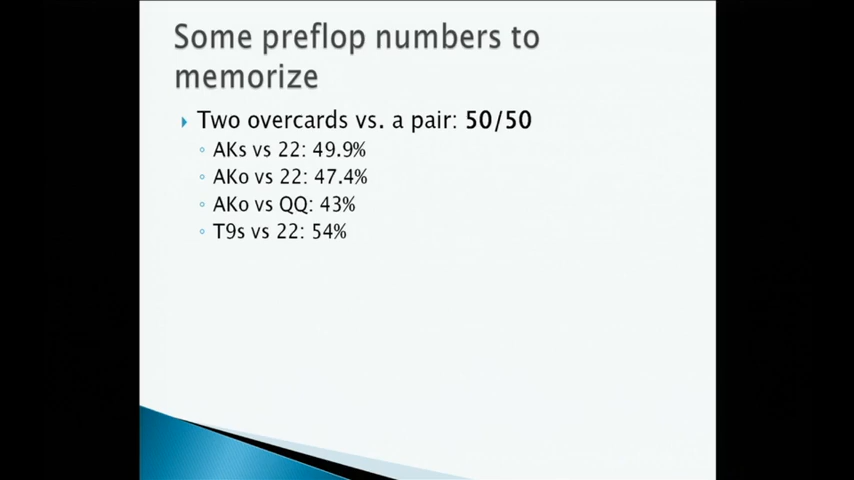 Some preflop numbers to
memorize
Two overcards vs. a pair: 50/50
AKs vs 22: 49.9%
AKo vs 22: 47.4%
AKo vs QQ: 43%
T9s vs 22: 54%